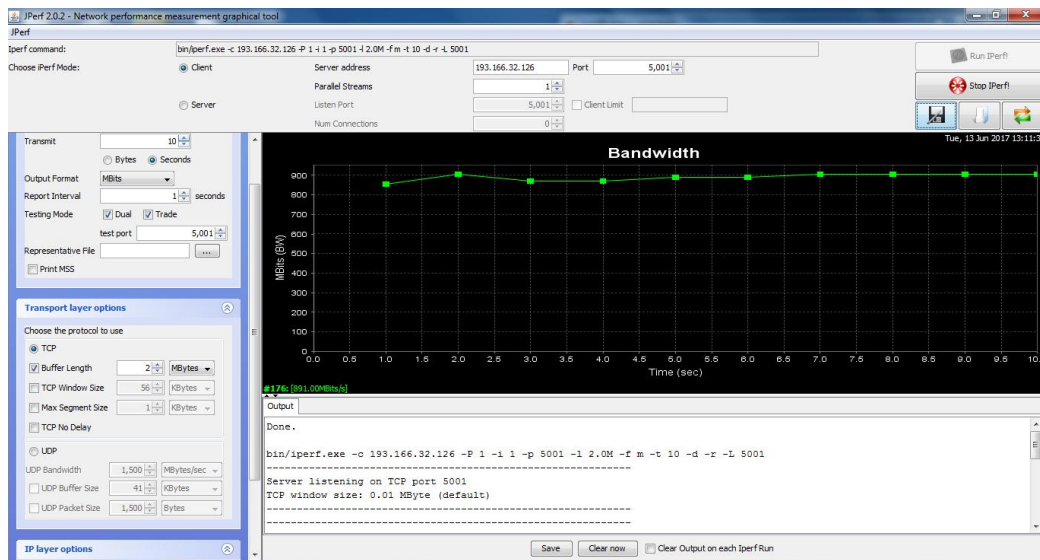 JPerf 2.0.2 - Network performance measurement graphical tool
JPerf
Iperf command:
bin/iperf.exe -c 193.166.32.126 -P 1 -i 1 -p 5001 -l 2.0M -f m -t 10 -d -r -L 5001
Choose iPerf Mode:
Client
Server address
193.166.32.126
Port
5,001
Parallel Streams
1
Server
Listen Port
5,001
Client Limit
Num Connections
0
Run IPerf!
Stop IPerf!
Transmit
10
Bytes
Seconds
Output Format
MBits
Report Interval
1
seconds
Testing Mode
Dual
Trade
test port
5,001
Representative File
...
Print MSS
Transport layer options
Choose the protocol to use
TCP
Buffer Length
2
MBytes
TCP Window Size
56
KBytes
Max Segment Size
1
KBytes
TCP No Delay
UDP
UDP Bandwidth
1,500
MBytes/sec
UDP Buffer Size
41
KBytes
UDP Packet Size
1,500
Bytes
IP layer options
Tue, 13 Jun 2017 13:11:3
Bandwidth
MBits (BW)
900
800
700
600
500
400
300
200
100
0
0.0 0.5 1.0 1.5 2.0 2.5 3.0 3.5 4.0 4.5 5.0 5.5 6.0 6.5 7.0 7.5 8.0 8.5 9.0 9.5 10.
Time (sec)
#176: [891.00MBits/s]
Output
Done.
bin/iperf.exe -c 193.166.32.126 -P 1 -i 1 -p 5001 -l 2.0M -f m -t 10 -d -r -L 5001
------------------------------------------------------------
Server listening on TCP port 5001
TCP window size: 0.01 MByte (default)
------------------------------------------------------------
------------------------------------------------------------
Save
Clear now
Clear Output on each Iperf Run